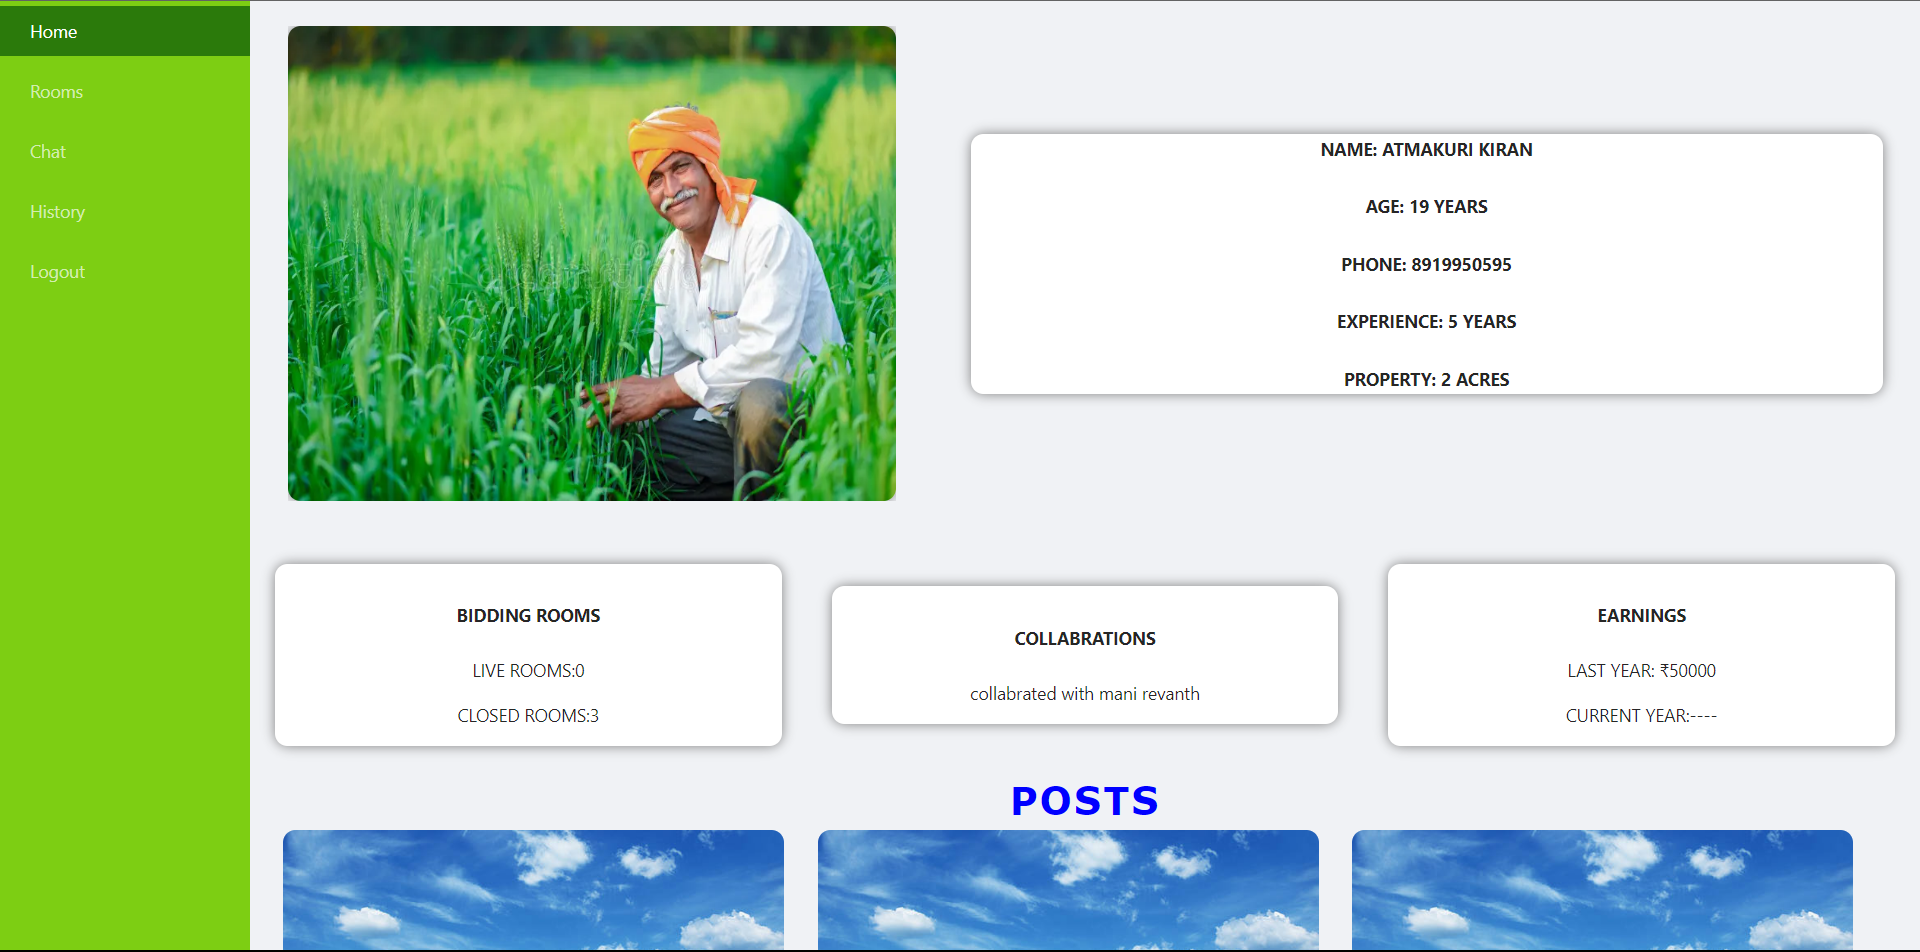 Home
Rooms
Chat
History
Logout
NAME: ATMAKURI KIRAN
AGE: 19 YEARS
PHONE: 8919950595
EXPERIENCE: 5 YEARS
PROPERTY: 2 ACRES
BIDDING ROOMS
LIVE ROOMS:0
CLOSED ROOMS:3
COLLABRATIONS
collabrated with mani revanth
EARNINGS
LAST YEAR: ₹50000
CURRENT YEAR:----
POSTS